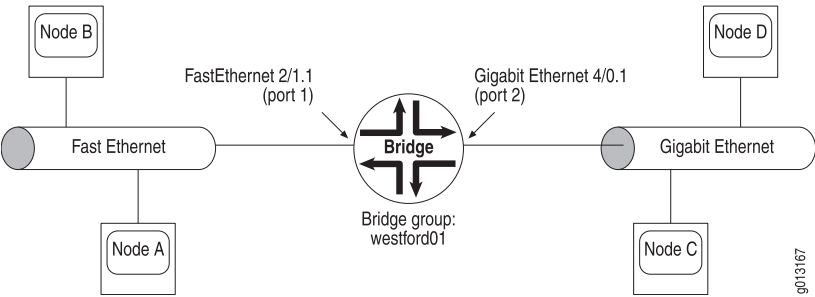 Node B
Node D
FastEthernet 2/1.1
(port 1)
Gigabit Ethernet 4/0.1
(port 2)
Fast Ethernet
Bridge
Gigabit Ethernet
Bridge group:
westford01
Node A
Node C
g013167